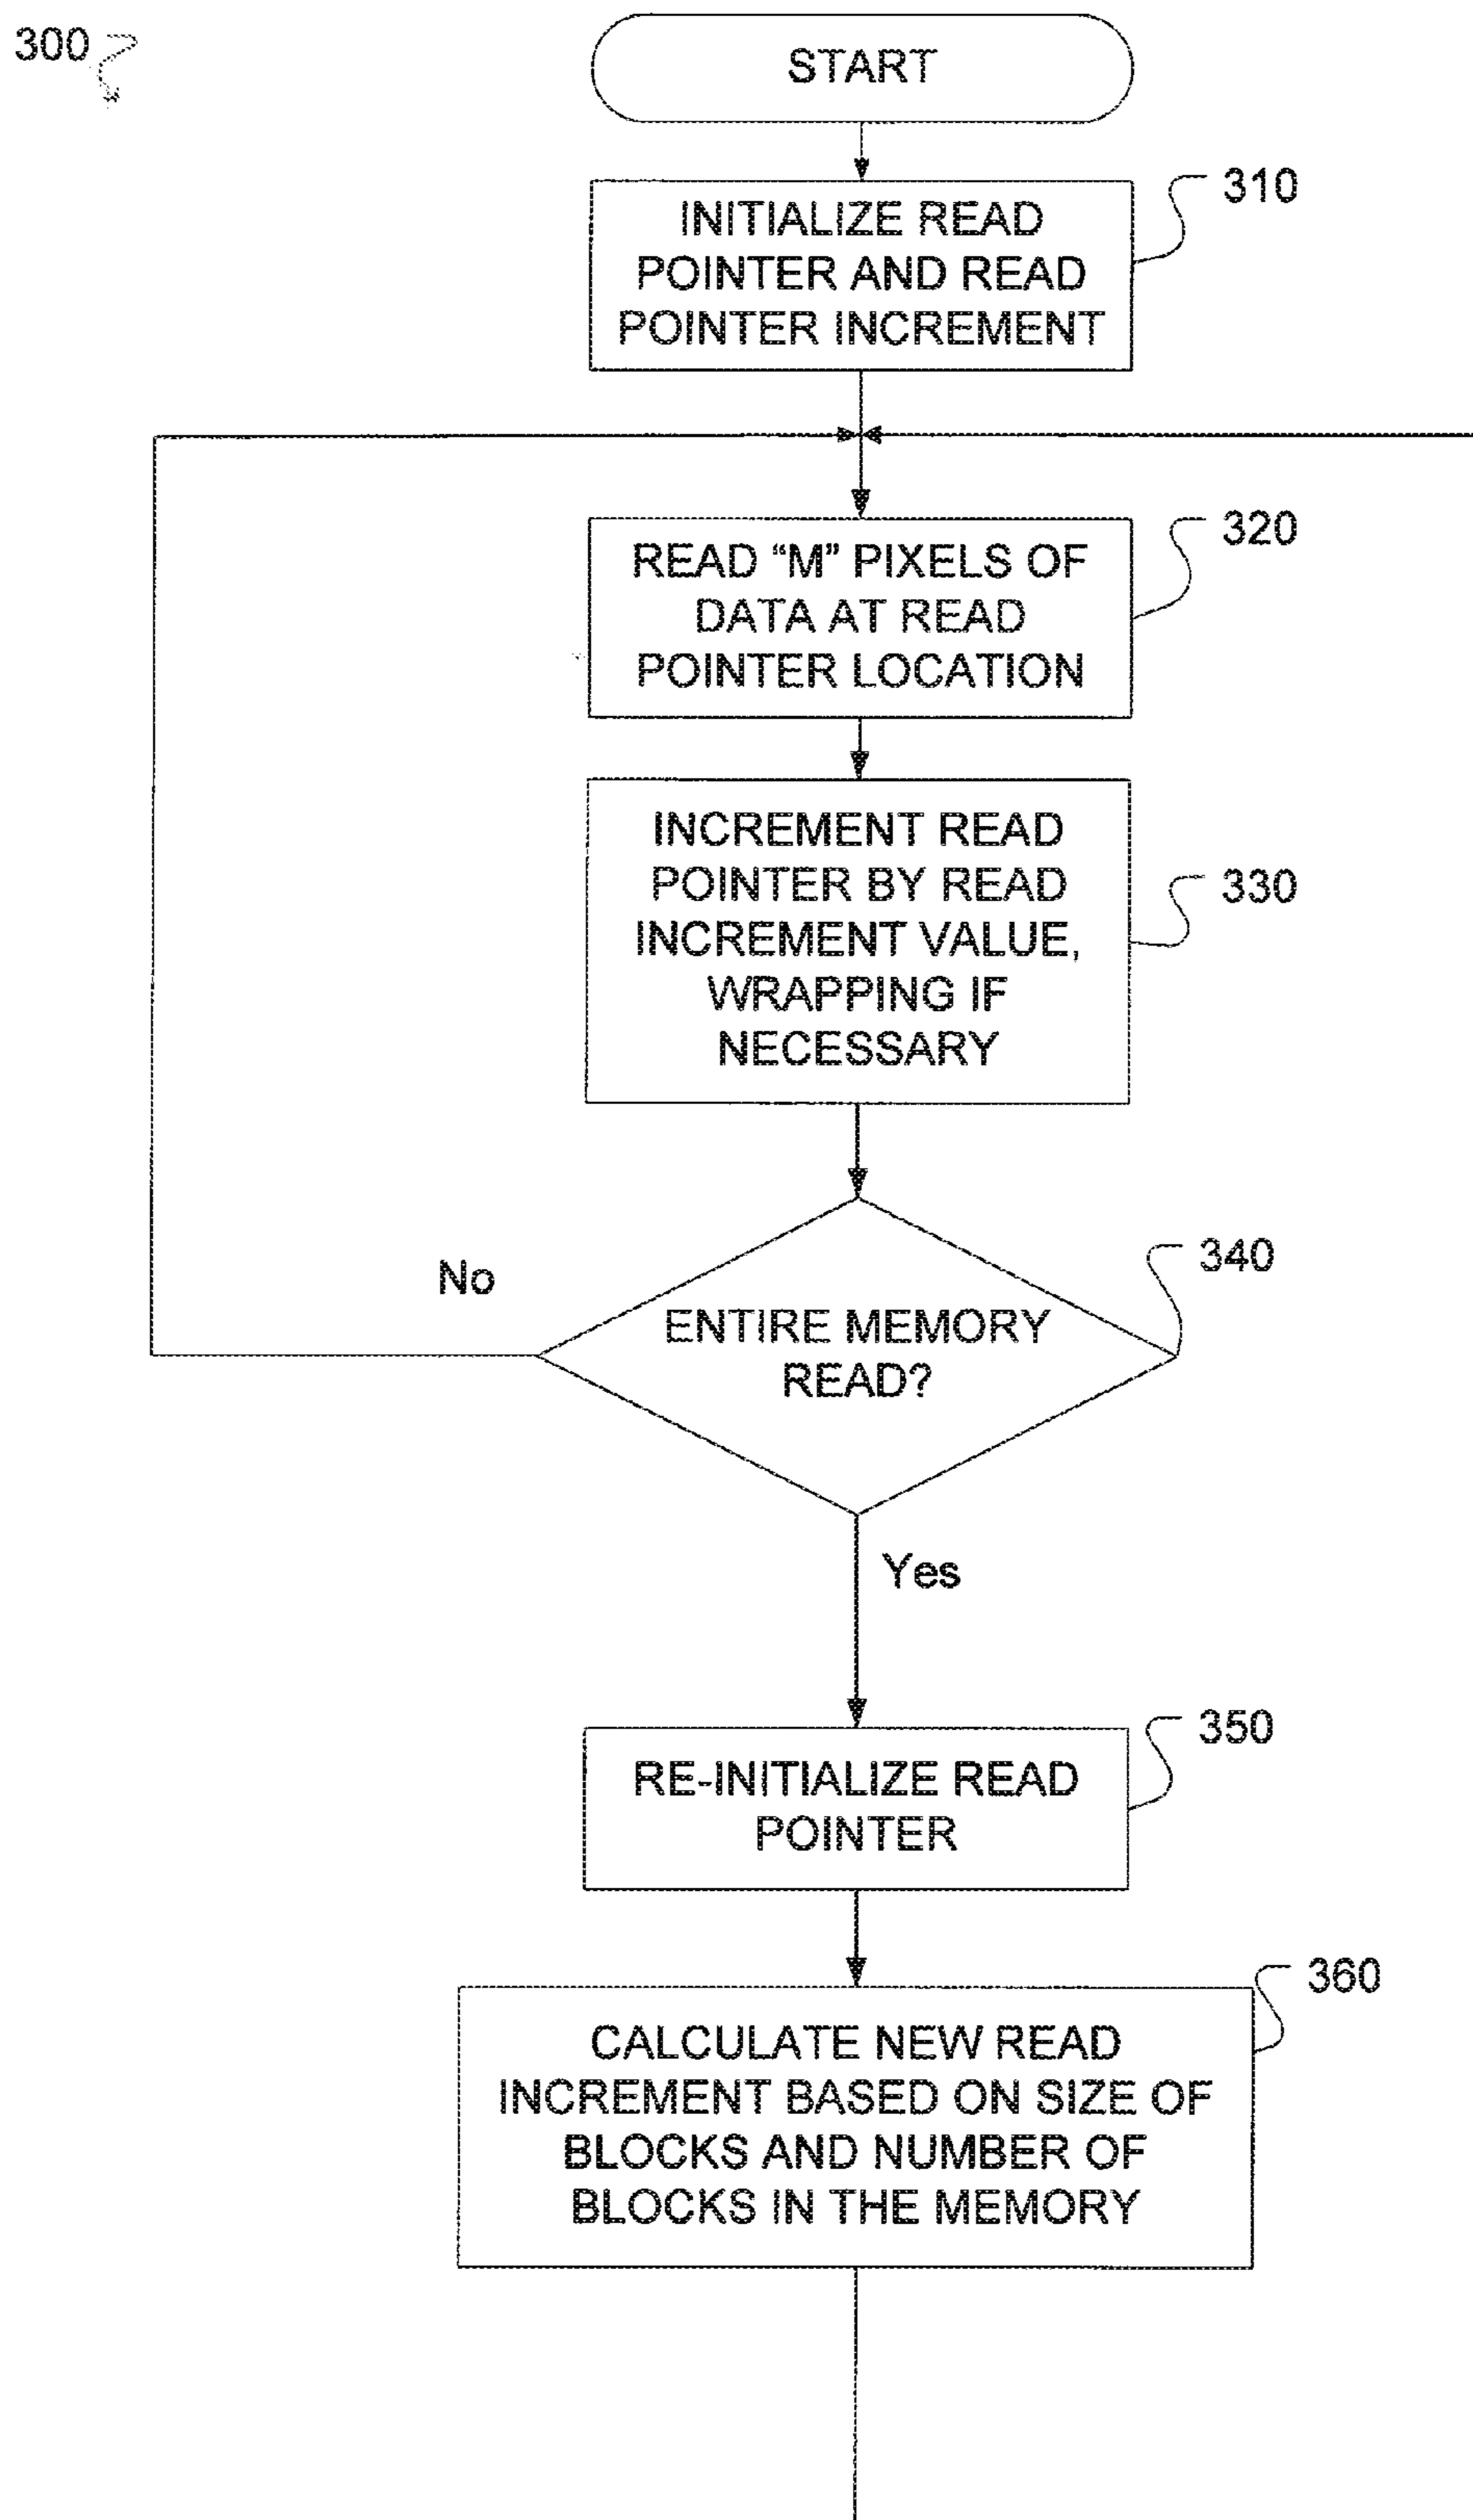 300
START
310
INITIALIZE READ
POINTER AND READ
POINTER INCREMENT
320
READ “M” PIXELS OF
DATA AT READ
POINTER LOCATION
330
INCREMENT READ
POINTER BY READ
INCREMENT VALUE,
WRAPPING IF
NECESSARY
340
No
ENTIRE MEMORY
READ?
Yes
350
RE-INITIALIZE READ
POINTER
360
CALCULATE NEW READ
INCREMENT BASED ON SIZE OF
BLOCKS AND NUMBER OF
BLOCKS IN THE MEMORY